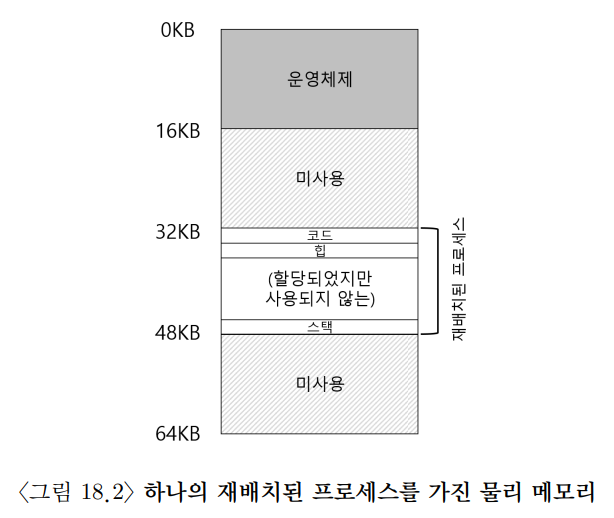 0KB
운영체제
16KB
미사용
32KB
코드
힙
(할당되었지만
사용되지 않는)
스택
48KB
재배치된 프로세스
미사용
64KB
〈그림 18.2〉 하나의 재배치된 프로세스를 가진 물리 메모리